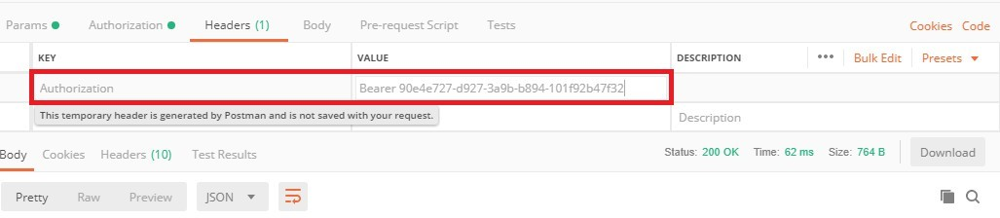 Params Authorization Headers (1) Body Pre-request Script Tests Cookies Code
KEY VALUE DESCRIPTION ••• Bulk Edit Presets
Authorization Bearer 90e4e727-d927-3a9b-b894-101f92b47f32
This temporary header is generated by Postman and is not saved with your request.
Description
Body Cookies Headers (10) Test Results Status: 200 OK Time: 62 ms Size: 764 B Download
Pretty Raw Preview JSON